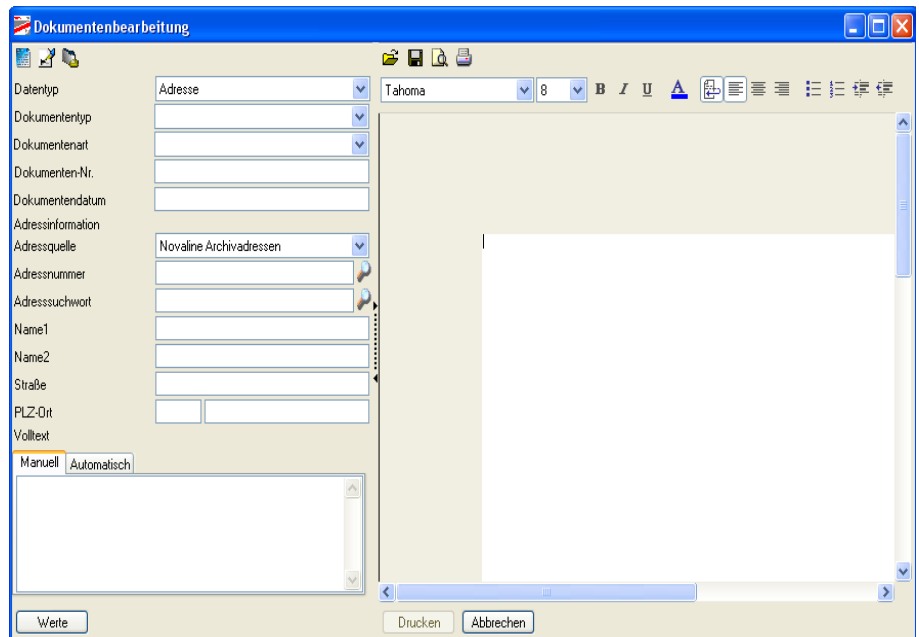 Dokumentenbearbeitung
Datentyp Adresse
Dokumententyp
Dokumentenart
Dokumenten-Nr.
Dokumentendatum
Adressinformation
Adressquelle Novaline Archivadressen
Adressnummer
Adresssuchwort
Name1
Name2
Straße
PLZ-Ort
Volltext
Manuell Automatisch
Werte
Tahoma 8 B I U A
Drucken Abbrechen